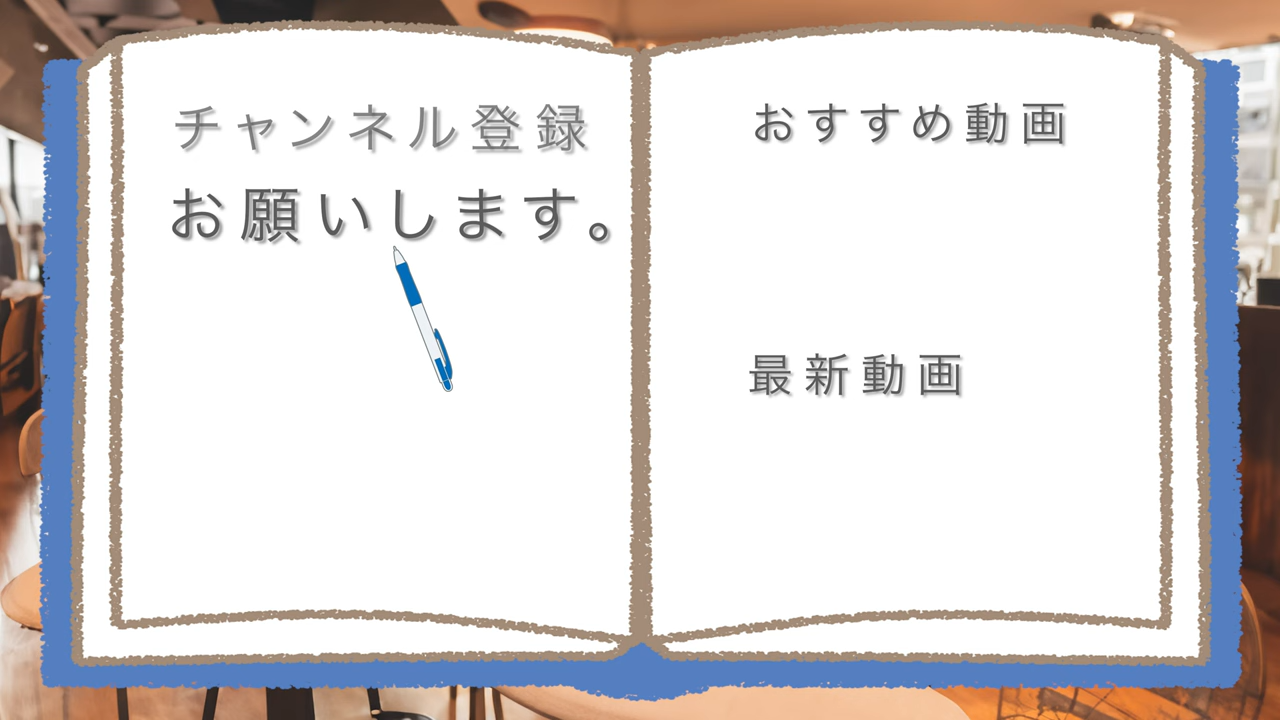 チャンネル登録
お願いします。
おすすめ動画
最新動画